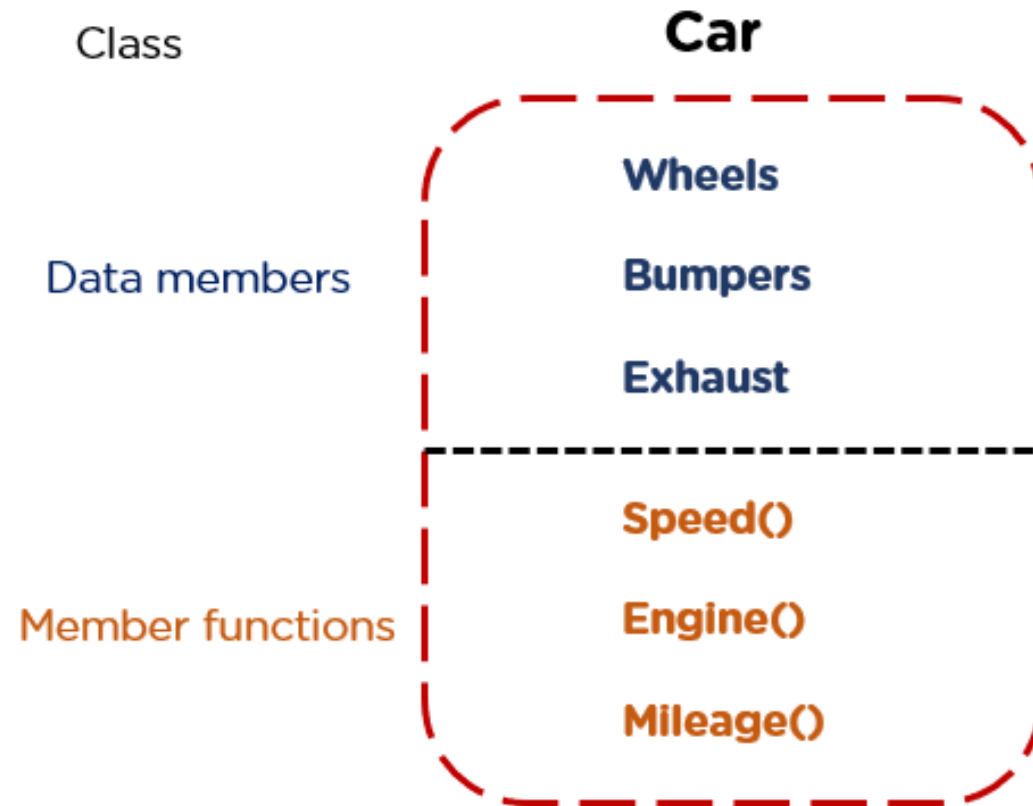 Class
Car
Wheels
Data members
Bumpers
Exhaust
Speed()
Member functions
Engine()
Mileage()